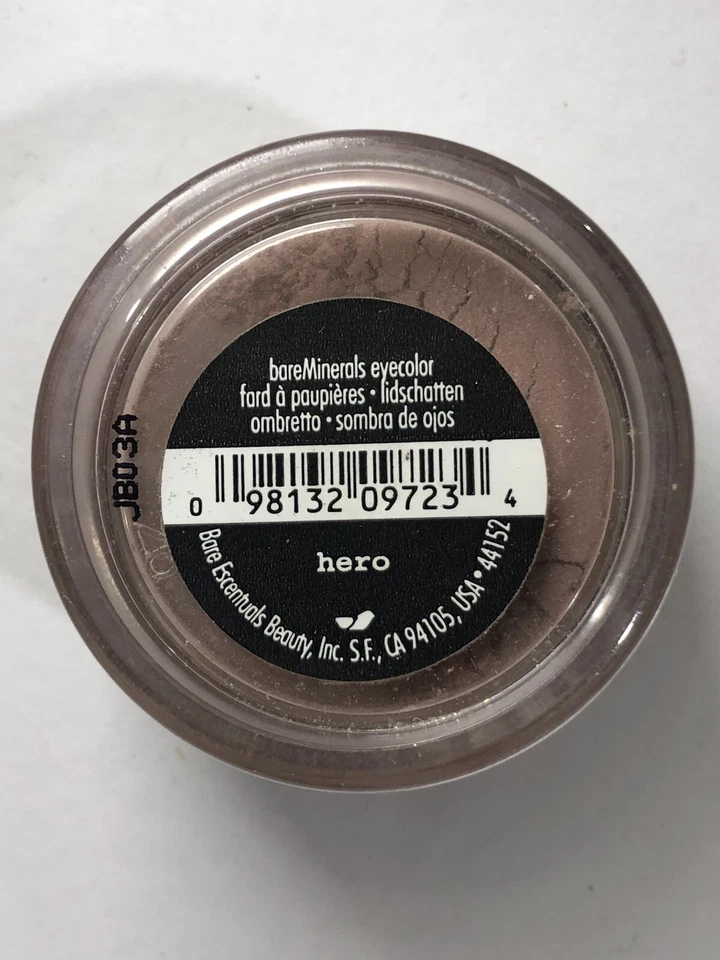 bareMinerals eyecolor
fard à paupières • lidschatten
ombretto • sombra de ojos
0 98132 09723 4
hero
Bare Escentuals Beauty, Inc. S.F., CA 94105, USA • 44152
JB03A